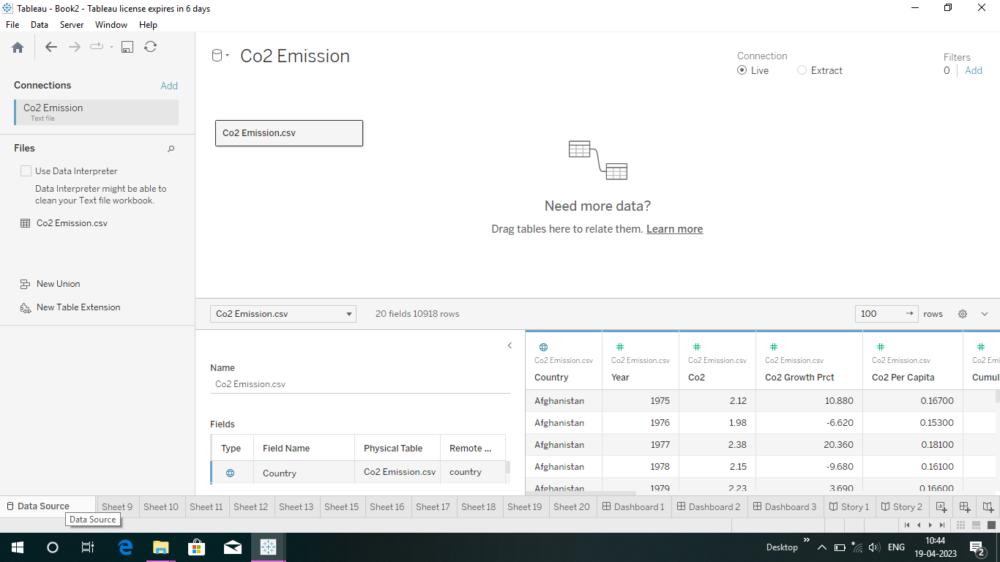 Tableau - Book2 - Tableau license expires in 6 days
File Data Server Window Help
Connections Add
Co2 Emission
Text file
Files
Use Data Interpreter
Data Interpreter might be able to
clean your Text file workbook.
Co2 Emission.csv
New Union
New Table Extension
Co2 Emission
Connection
Live Extract
Filters
0 Add
Co2 Emission.csv
Need more data?
Drag tables here to relate them. Learn more
Co2 Emission.csv 20 fields 10918 rows 100 rows
Name
Co2 Emission.csv
Fields
Type Field Name Physical Table Remote ...
Country Co2 Emission.csv country
Co2 Emission.csv Co2 Emission.csv Co2 Emission.csv Co2 Emission.csv Co2 Emission.csv Co2 Emi
Country Year Co2 Co2 Growth Prct Co2 Per Capita Cumul
Afghanistan 1975 2.12 10.880 0.16700
Afghanistan 1976 1.98 -6.620 0.15300
Afghanistan 1977 2.38 20.360 0.18100
Afghanistan 1978 2.15 -9.680 0.16100
Afghanistan 1979 2.23 3.690 0.16600
Data Source Sheet 9 Sheet 10 Sheet 11 Sheet 12 Sheet 13 Sheet 15 Sheet 16 Sheet 17 Sheet 18 Sheet 19 Sheet 20 Dashboard 1 Dashboard 2 Dashboard 3 Story 1 Story 2
Data Source
Desktop ENG 10:44
19-04-2023 2